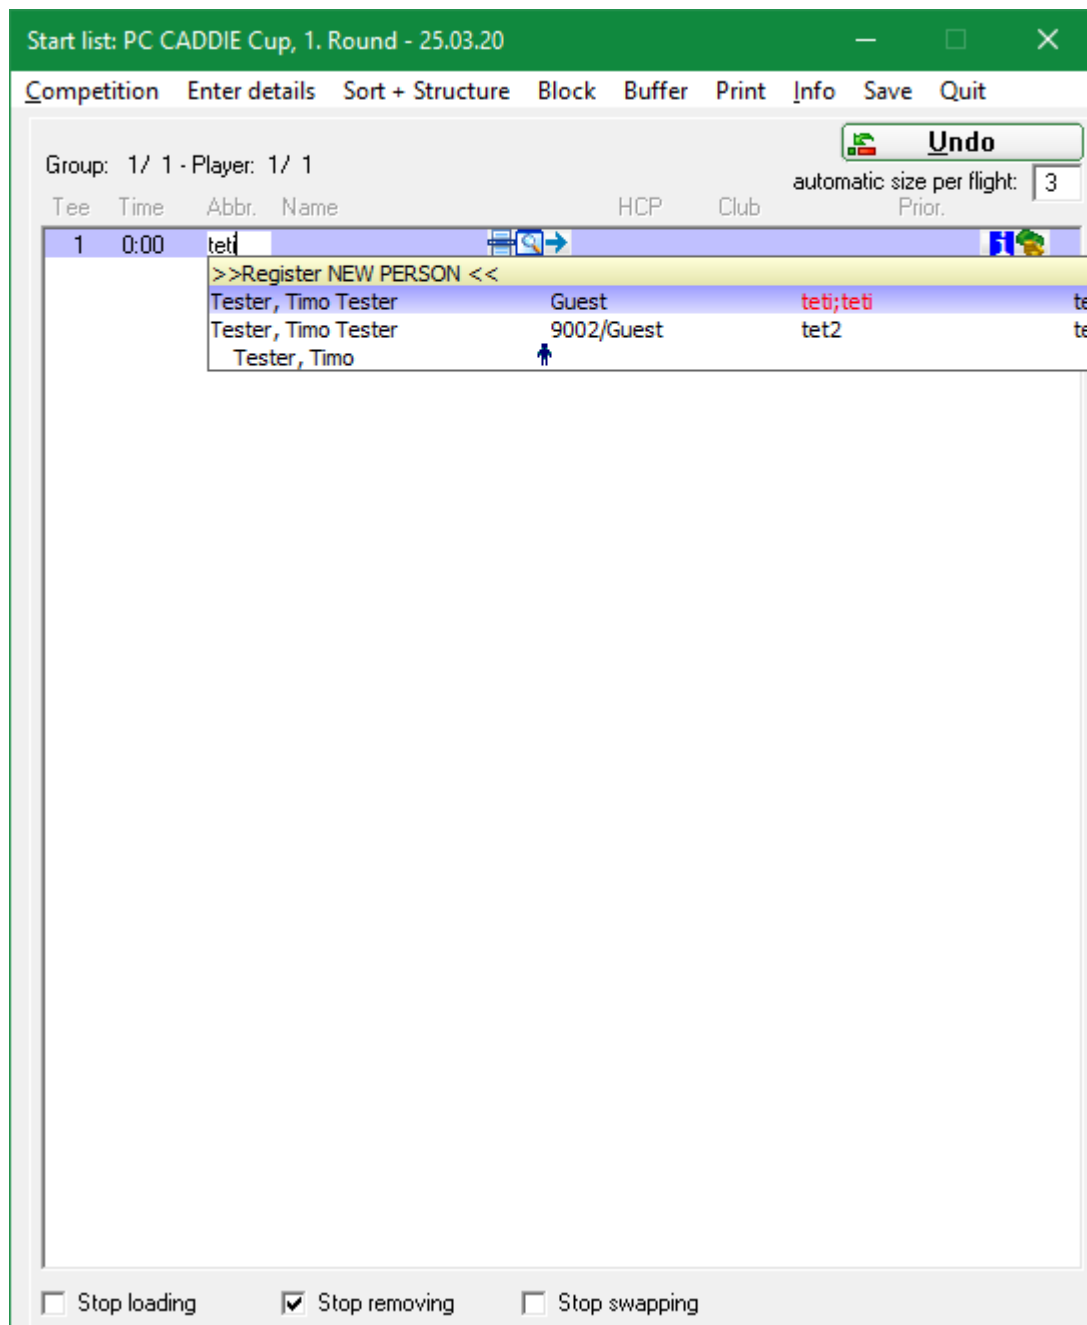 Start list: PC CADDIE Cup, 1. Round - 25.03.20
Competition Enter details Sort + Structure Block Buffer Print Info Save Quit
Undo
Group: 1/ 1 - Player: 1/ 1
automatic size per flight: 3
Tee Time Abbr. Name HCP Club Prior.
1 0:00 teti
>>Register NEW PERSON <<
Tester, Timo Tester Guest teti;teti te
Tester, Timo Tester 9002/Guest tet2 te
Tester, Timo
Stop loading Stop removing Stop swapping